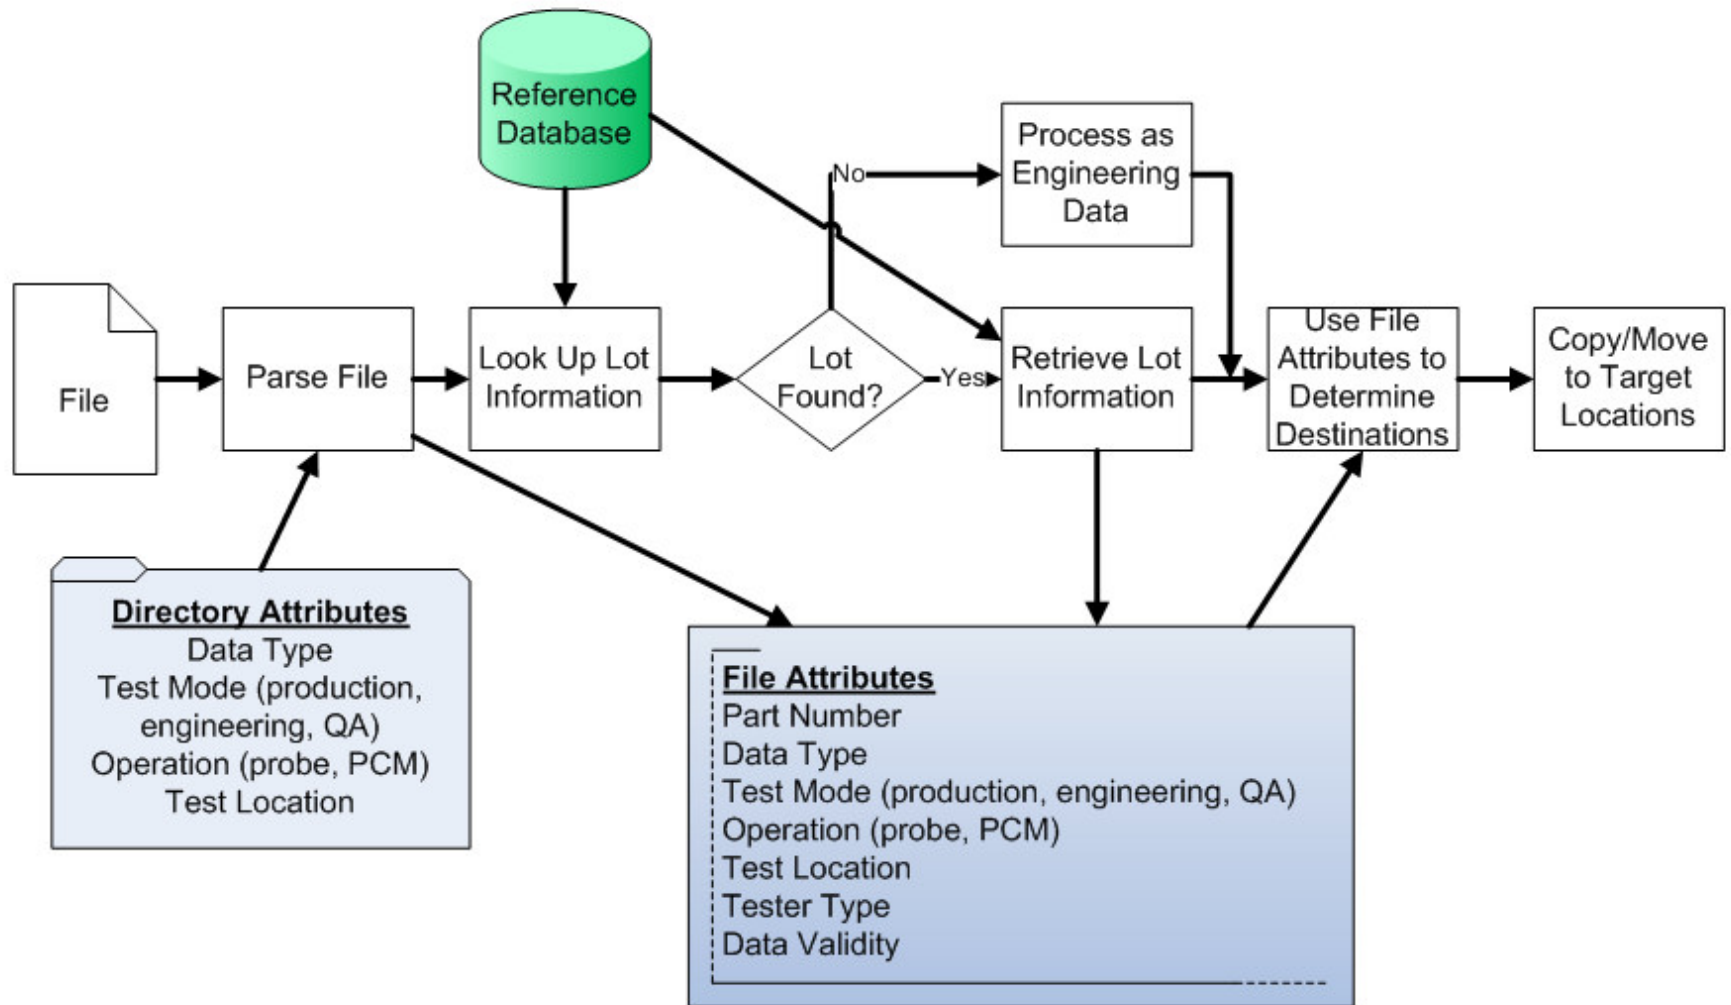 Reference
Database
Process as
Engineering
Data
No
File
Parse File
Look Up Lot
Information
Lot
Found?
Yes
Retrieve Lot
Information
Use File
Attributes to
Determine
Destinations
Copy/Move
to Target
Locations
Directory Attributes
Data Type
Test Mode (production,
engineering, QA)
Operation (probe, PCM)
Test Location
File Attributes
Part Number
Data Type
Test Mode (production, engineering, QA)
Operation (probe, PCM)
Test Location
Tester Type
Data Validity